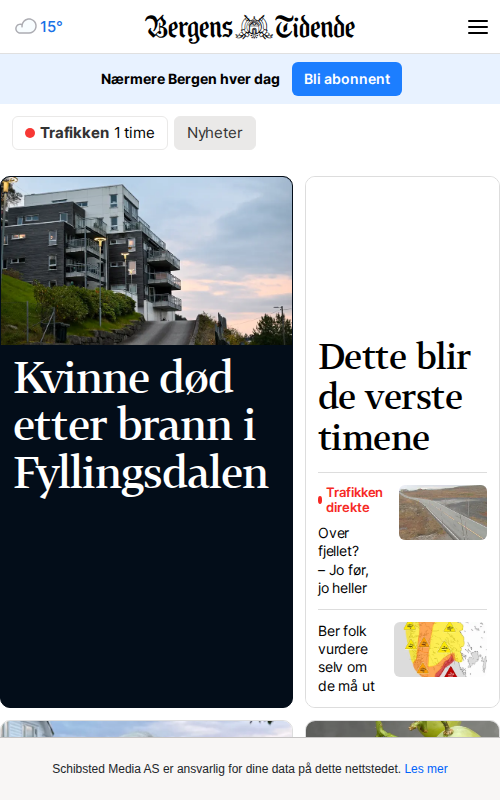 15°
Bergens Tidende
Nærmere Bergen hver dag
Bli abonnent
Trafikken 1 time
Nyheter
Kvinne død
etter brann i
Fyllingsdalen
Dette blir
de verste
timene
Trafikken
direkte
Over
fjellet?
– Jo før,
jo heller
Ber folk
vurdere
selv om
de må ut
Schibsted Media AS er ansvarlig for dine data på dette nettstedet. Les mer